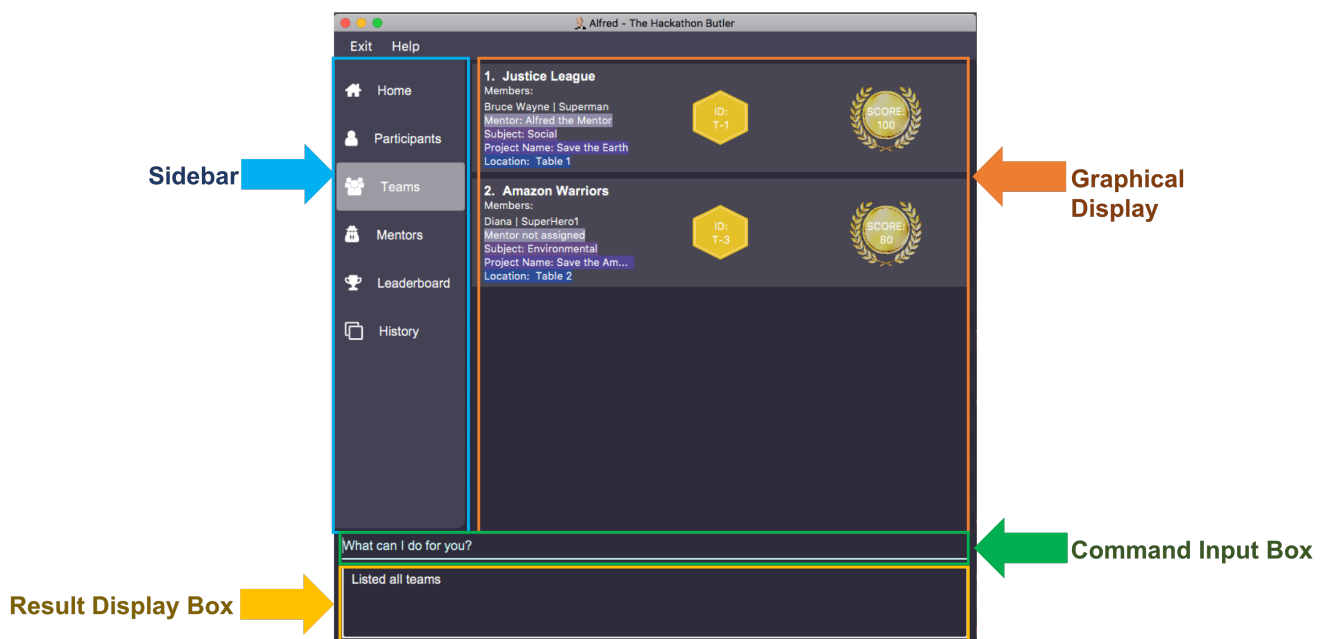 Alfred - The Hackathon Butler
Exit Help
Home
Participants
Teams
Mentors
Leaderboard
History
1. Justice League
Members:
Bruce Wayne | Superman
Mentor: Alfred the Mentor
Subject: Social
Project Name: Save the Earth
Location: Table 1
ID:
T-1
SCORE:
100
2. Amazon Warriors
Members:
Diana | SuperHero1
Mentor not assigned
Subject: Environmental
Project Name: Save the Am...
Location: Table 2
ID:
T-3
SCORE:
80
Sidebar
Graphical
Display
What can I do for you?
Command Input Box
Listed all teams
Result Display Box